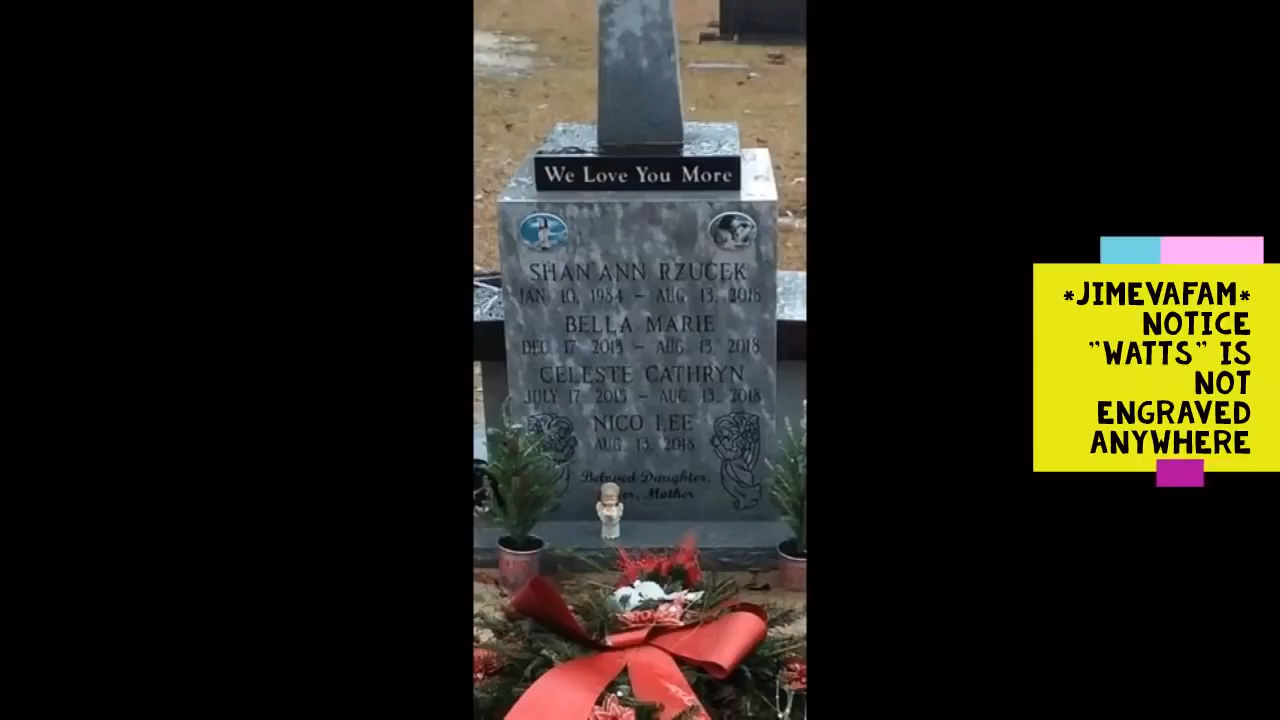 We Love You More
SHAN'ANN RZUCEK
JAN 10, 1984 - AUG 13, 2018
BELLA MARIE
DEC 17 2013 - AUG 13 2018
CELESTE CATHRYN
JULY 17 2015 - AUG 13, 2018
NICO LEE
AUG 13, 2018
Beloved Daughter,
Mother
*JIMEVAFAM*
NOTICE
"WATTS" IS
NOT
ENGRAVED
ANYWHERE